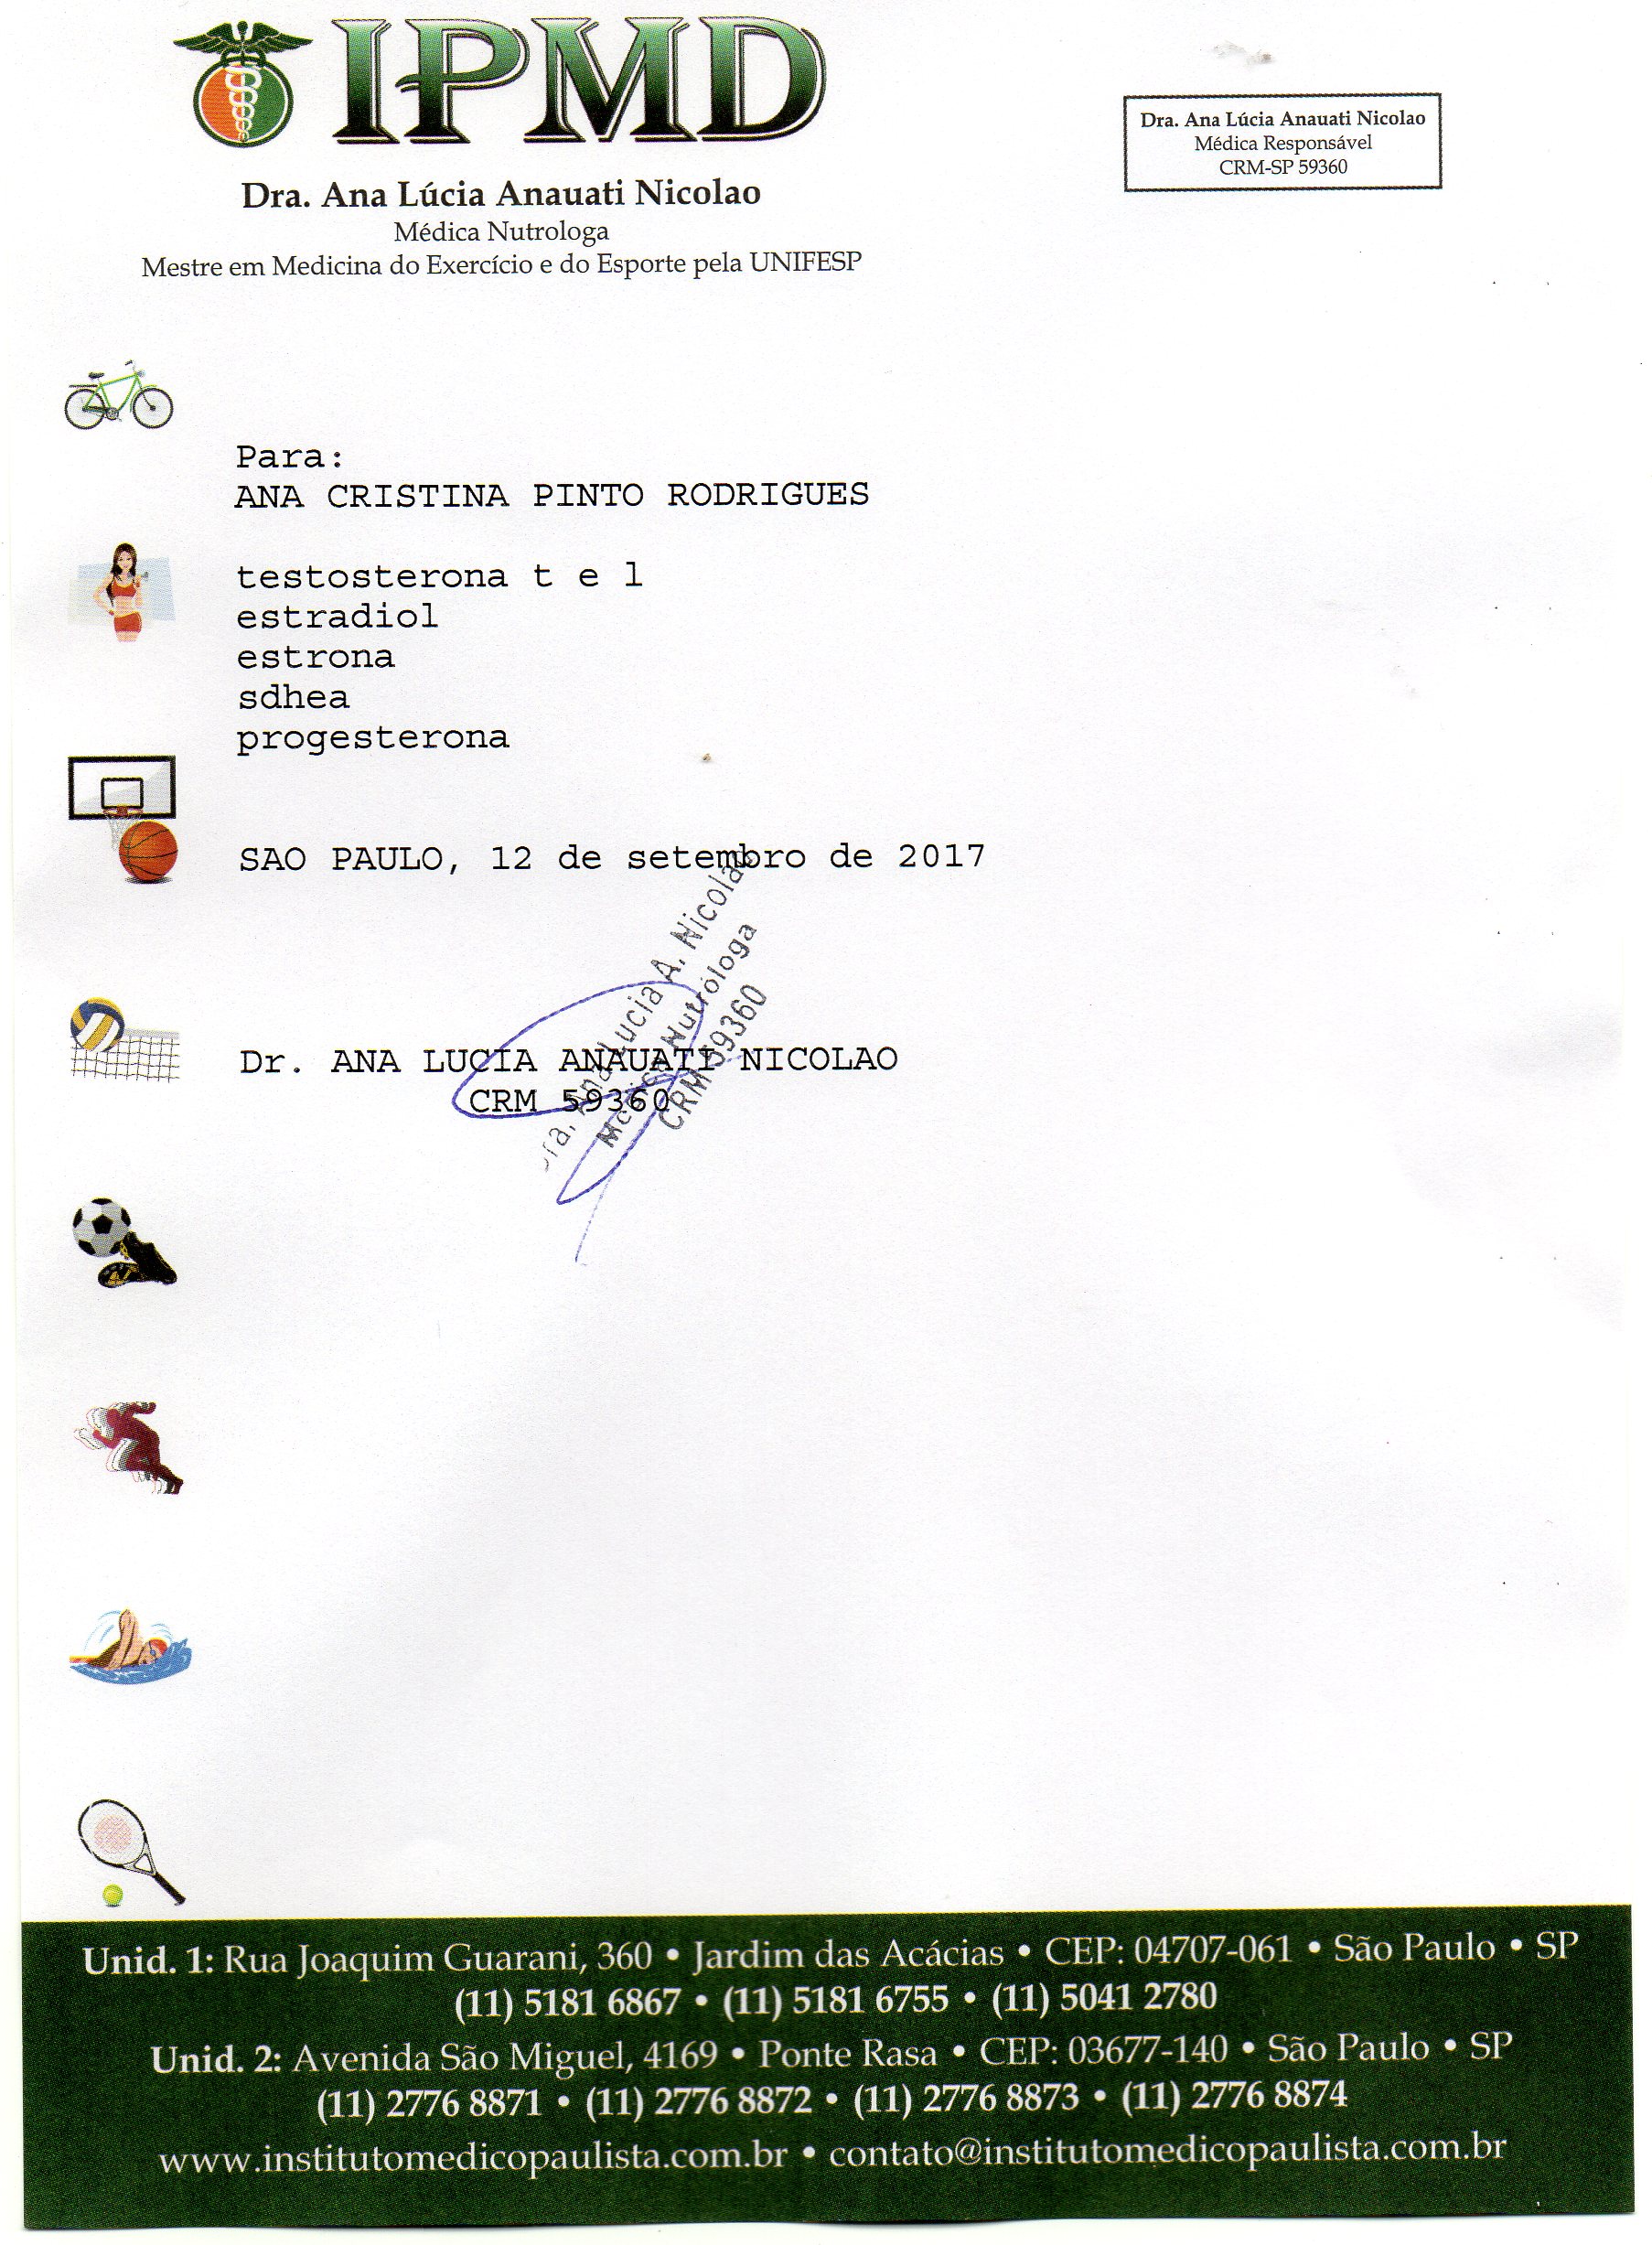 IPMD
Dra. Ana Lúcia Anauati Nicolao
Médica Nutrologa
Mestre em Medicina do Exercício e do Esporte pela UNIFESP
Dra. Ana Lúcia Anauati Nicolao
Médica Responsável
CRM-SP 59360
Para:
ANA CRISTINA PINTO RODRIGUES
testosterona t e l
estradiol
estrona
sdhea
progesterona
SAO PAULO, 12 de setembro de 2017
Dr. ANA LUCIA ANAUATI NICOLAO
CRM 59360
Dra. Ana Lucia A. Nicolao
Médica Nutróloga
CRM 59360
Unid. 1: Rua Joaquim Guarani, 360 • Jardim das Acácias • CEP: 04707-061 • São Paulo • SP
(11) 5181 6867 • (11) 5181 6755 • (11) 5041 2780
Unid. 2: Avenida São Miguel, 4169 • Ponte Rasa • CEP: 03677-140 • São Paulo • SP
(11) 2776 8871 • (11) 2776 8872 • (11) 2776 8873 • (11) 2776 8874
www.institutomedicopaulista.com.br • contato@institutomedicopaulista.com.br